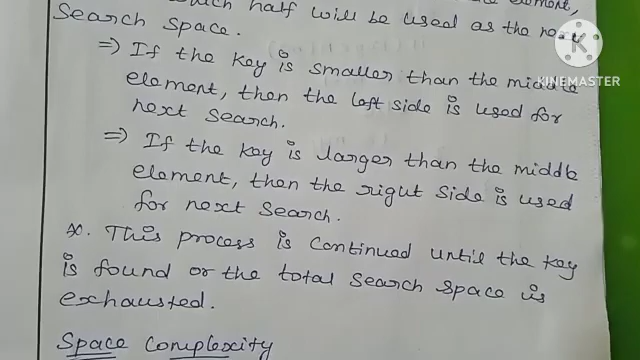 which half will be used as the next
Search Space.
⇒ If the key is smaller than the middle
element, then the left side is used for
next search.
⇒ If the key is larger than the middle
element, then the right side is used
for next search.
*. This process is continued until the key
is found or the total search space is
exhausted.
Space Complexity
KINEMASTER